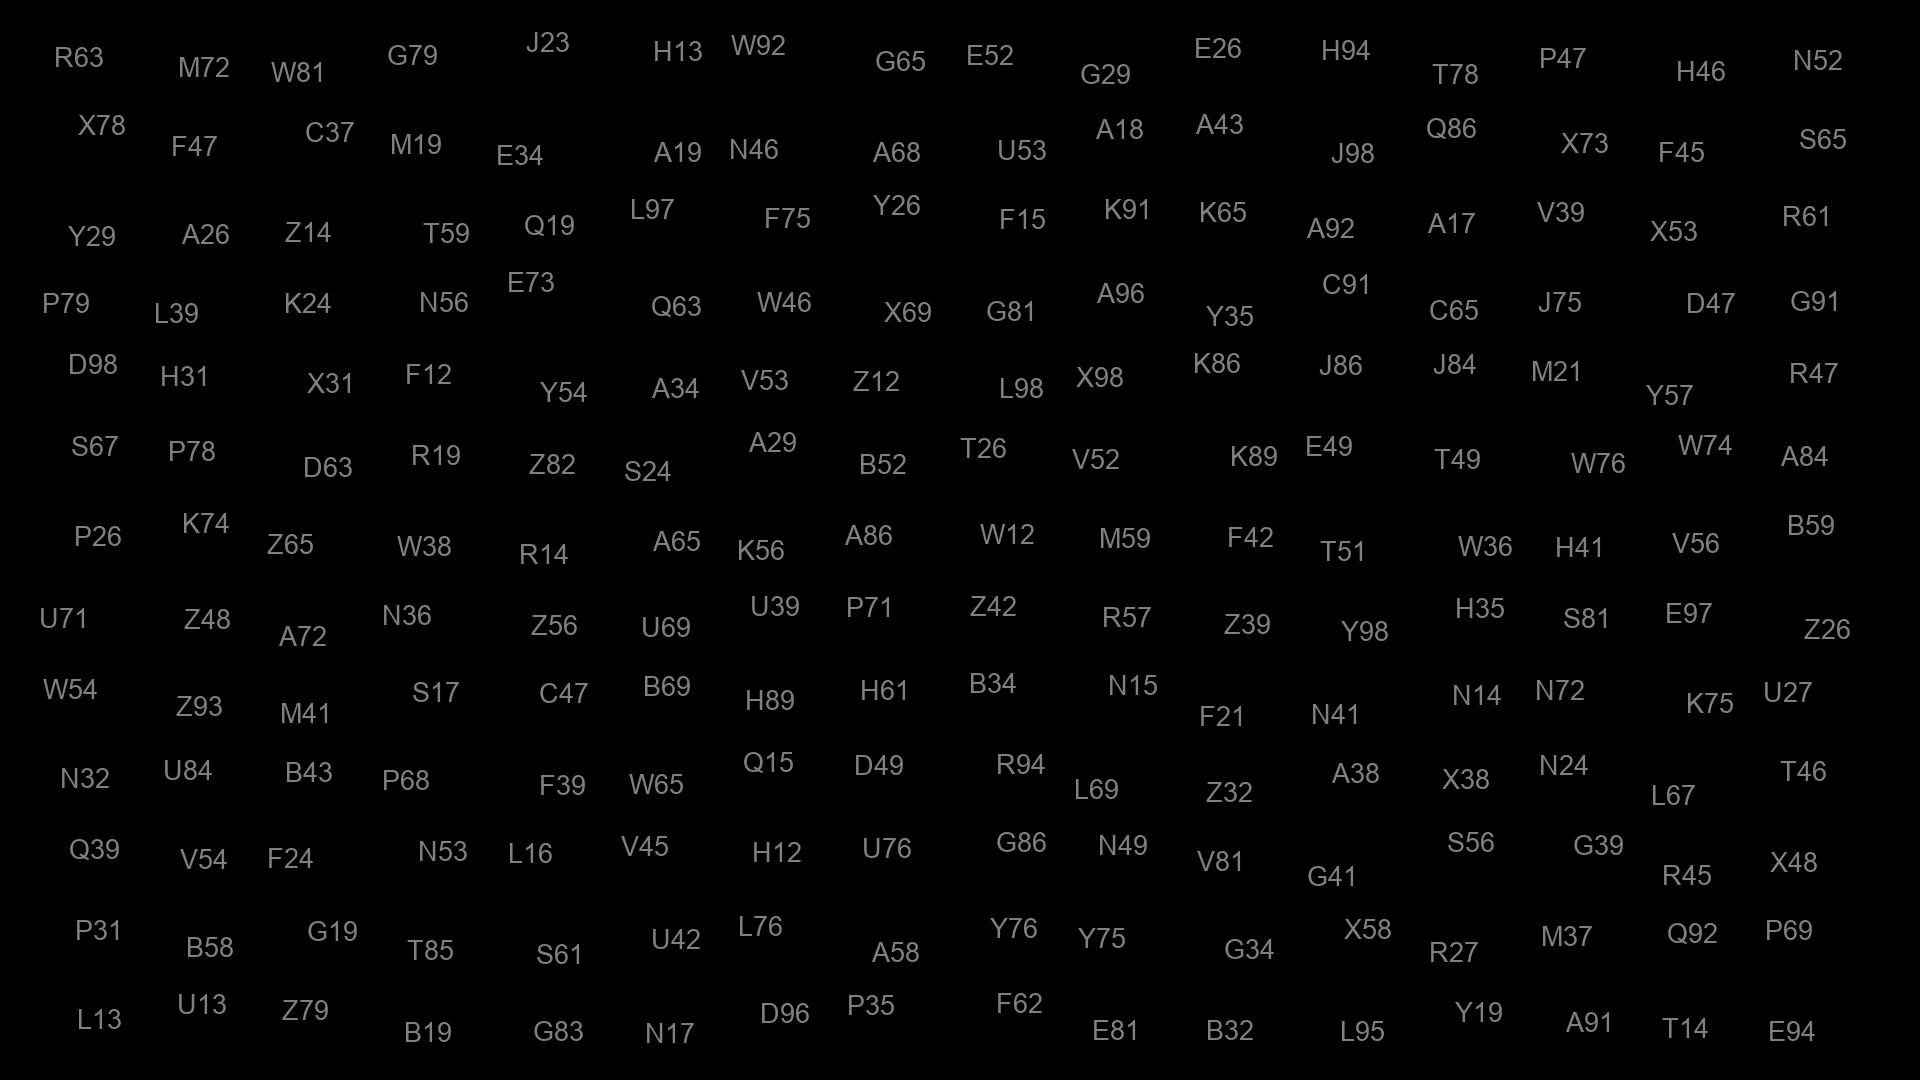 R63 M72 W81 G79 J23 H13 W92 G65 E52 G29 E26 H94 T78 P47 H46 N52
X78 F47 C37 M19 E34 A19 N46 A68 U53 A18 A43 J98 Q86 X73 F45 S65
Y29 A26 Z14 T59 Q19 L97 F75 Y26 F15 K91 K65 A92 A17 V39 X53 R61
P79 L39 K24 N56 E73 Q63 W46 X69 G81 A96 Y35 C91 C65 J75 D47 G91
D98 H31 X31 F12 Y54 A34 V53 Z12 L98 X98 K86 J86 J84 M21 Y57 R47
S67 P78 D63 R19 Z82 S24 A29 B52 T26 V52 K89 E49 T49 W76 W74 A84
P26 K74 Z65 W38 R14 A65 K56 A86 W12 M59 F42 T51 W36 H41 V56 B59
U71 Z48 A72 N36 Z56 U69 U39 P71 Z42 R57 Z39 Y98 H35 S81 E97 Z26
W54 Z93 M41 S17 C47 B69 H89 H61 B34 N15 F21 N41 N14 N72 K75 U27
N32 U84 B43 P68 F39 W65 Q15 D49 R94 L69 Z32 A38 X38 N24 L67 T46
Q39 V54 F24 N53 L16 V45 H12 U76 G86 N49 V81 G41 S56 G39 R45 X48
P31 B58 G19 T85 S61 U42 L76 A58 Y76 Y75 G34 X58 R27 M37 Q92 P69
L13 U13 Z79 B19 G83 N17 D96 P35 F62 E81 B32 L95 Y19 A91 T14 E94